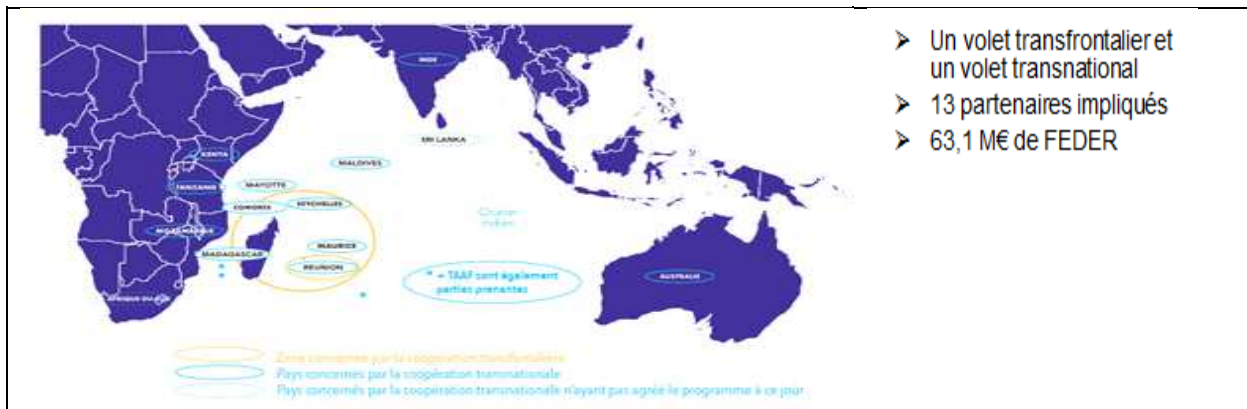 INDE
SRI LANKA
MALDIVES
KENYA
TANZANIE
MAYOTTE
COMORES
SEYCHELLES
Océan
Indien
MOZAMBIQUE
MADAGASCAR
MAURICE
REUNION
AFRIQUE DU SUD
AUSTRALIE
* = TAAF sont également
parties prenantes
Zone concernée par la coopération transfontalière
Pays concernés par la coopération transnationale
Pays concernés par la coopération transnationale n'ayant pas agréé le programme à ce jour
➢ Un volet transfrontalier et
un volet transnational
➢ 13 partenaires impliqués
➢ 63,1 M€ de FEDER